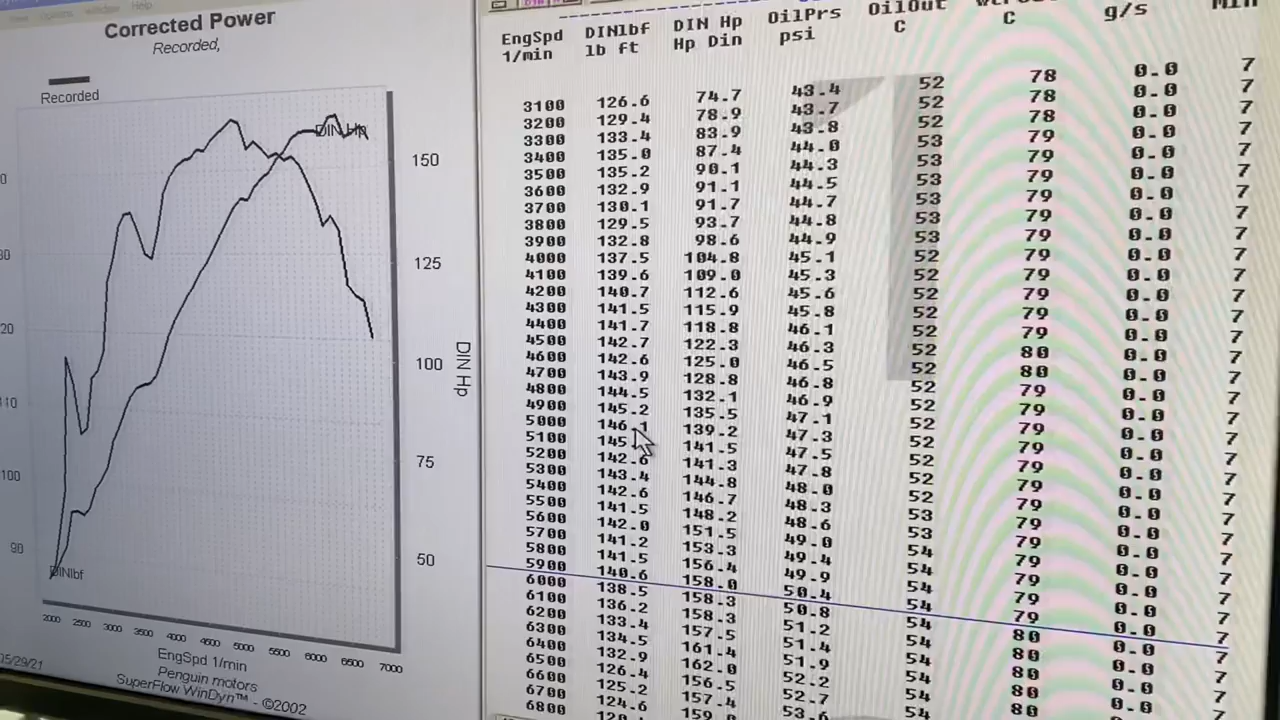 Corrected Power
Recorded,
Recorded
DIN Hp
150
125
100
75
50
DIN Hp
DINlbf
90
2000 2500 3000 3500 4000 4500 5000 5500 6000 6500 7000
EngSpd 1/min
Penguin motors
SuperFlow WinDyn™ - ©2002
05/29/21
EngSpd DINlbf DIN Hp OilPrs OilOut
1/min lb ft Hp Din psi C C g/s Min
3100 126.6 74.7 43.4 52 78 0.0 7
3200 129.4 78.9 43.7 52 78 0.0 7
3300 133.4 83.9 43.8 52 78 0.0 7
3400 135.0 87.4 44.0 53 79 0.0 7
3500 135.2 90.1 44.3 53 79 0.0 7
3600 132.9 91.1 44.5 53 79 0.0 7
3700 130.1 91.7 44.7 53 79 0.0 7
3800 129.5 93.7 44.8 53 79 0.0 7
3900 132.8 98.6 44.9 53 79 0.0 7
4000 137.5 104.8 45.1 52 79 0.0 7
4100 139.6 109.0 45.3 52 79 0.0 7
4200 140.7 112.6 45.6 52 79 0.0 7
4300 141.5 115.9 45.8 52 79 0.0 7
4400 141.7 118.8 46.1 52 79 0.0 7
4500 142.7 122.3 46.3 52 80 0.0 7
4600 142.6 125.0 46.5 52 80 0.0 7
4700 143.9 128.8 46.8 52 79 0.0 7
4800 144.5 132.1 46.9 52 79 0.0 7
4900 145.2 135.5 47.1 52 79 0.0 7
5000 146.1 139.2 47.3 52 79 0.0 7
5100 141.5 47.5 52 79 0.0 7
5200 142.6 141.3 47.8 52 79 0.0 7
5300 143.4 144.8 48.0 52 79 0.0 7
5400 142.6 146.7 48.3 53 79 0.0 7
5500 141.5 148.2 48.6 53 79 0.0 7
5600 142.0 151.5 49.0 54 79 0.0 7
5700 141.2 153.3 49.4 54 79 0.0 7
5800 141.5 156.4 49.9 54 79 0.0 7
5900 140.6 158.0 50.4 54 79 0.0 7
6000 138.5 158.3 50.8 54 80 0.0 7
6100 136.2 158.3 51.2 54 80 0.0 7
6200 133.4 157.5 51.9 54 80 0.0 7
6300 134.5 161.4 52.2 54 80 0.0 7
6400 132.9 162.0 52.7 54 80
6500 126.4 156.5 53.6
6600 125.2 157.4
6700 124.6
6800